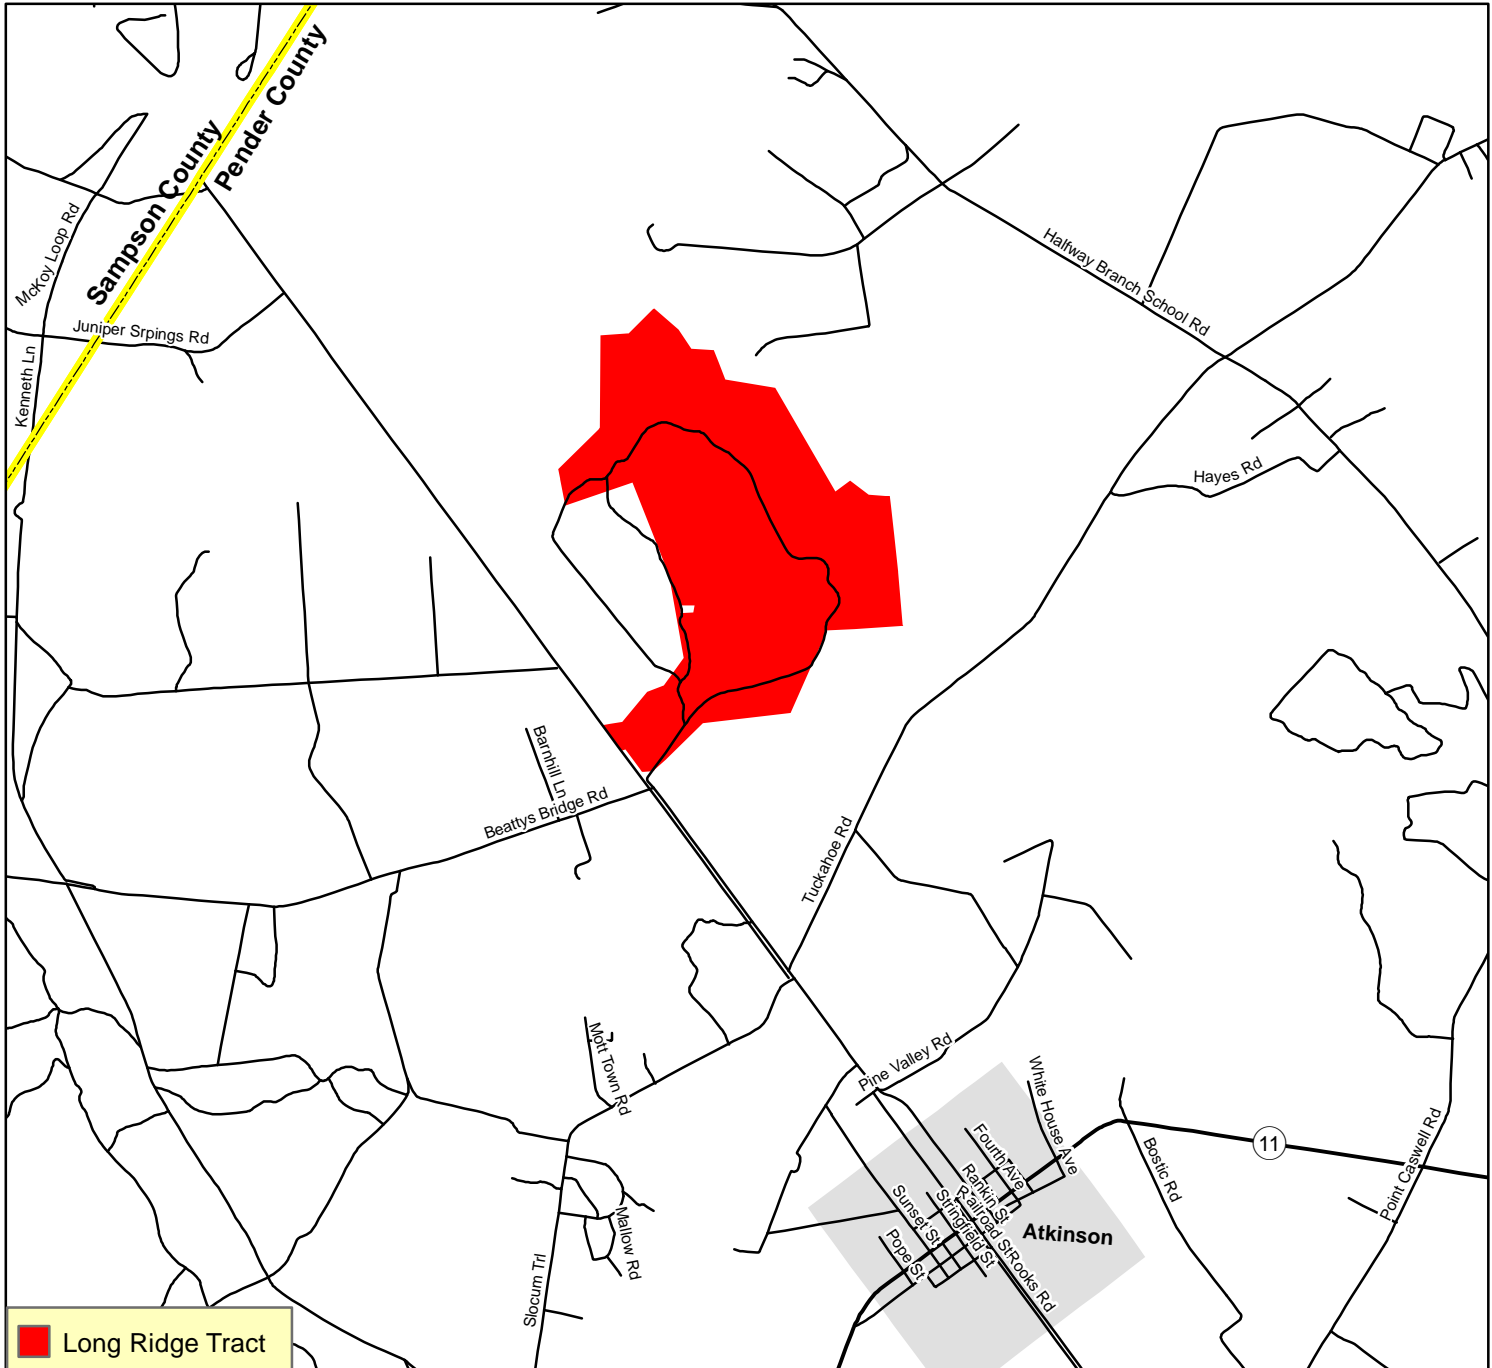 Sampson County
Pender County
McKoy Loop Rd
Juniper Srpings Rd
Kenneth Ln
Halfway Branch School Rd
Hayes Rd
Barnhill Ln
Beattys Bridge Rd
Tuckahoe Rd
Pine Valley Rd
Mott Town Rd
White House Ave
Fourth Ave
Rankin St
Railroad St
Stringfield St
Sunset St
Pope St
Rooks Rd
Atkinson
11
Bostic Rd
Point Caswell Rd
Mallow Rd
Slocum Trl
Long Ridge Tract